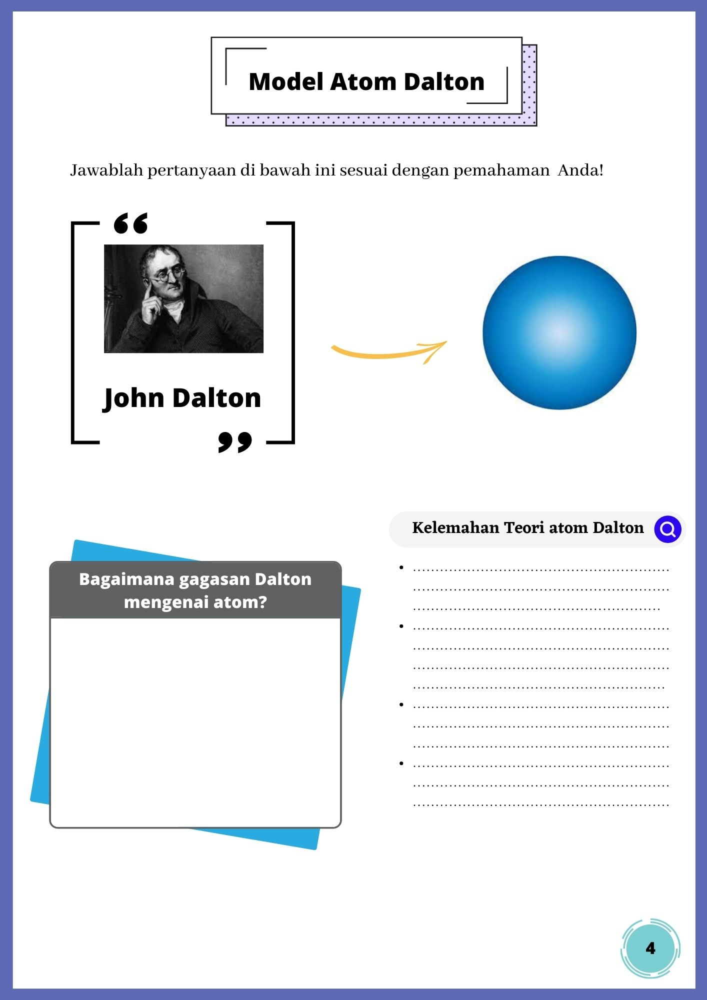 Model Atom Dalton
Jawablah pertanyaan di bawah ini sesuai dengan pemahaman Anda!
“
John Dalton
”
Kelemahan Teori atom Dalton
Bagaimana gagasan Dalton
mengenai atom?
• .........................................................
.........................................................
.......................................................
• .........................................................
.........................................................
.........................................................
........................................................
• .........................................................
.........................................................
.........................................................
• .........................................................
.........................................................
.........................................................
4